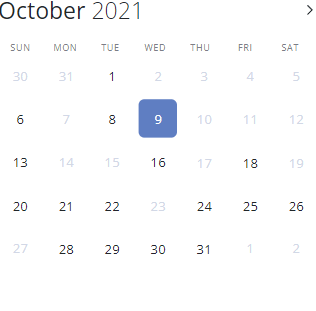 October 2021
SUN MON TUE WED THU FRI SAT
30 31 1 2 3 4 5
6 7 8 9 10 11 12
13 14 15 16 17 18 19
20 21 22 23 24 25 26
27 28 29 30 31 1 2